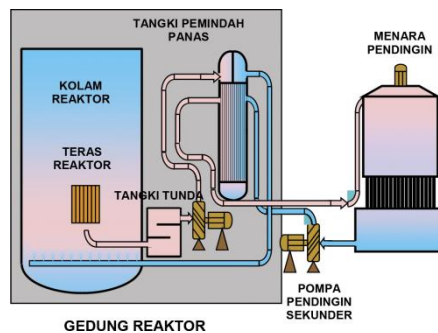 TANGKI PEMINDAH
PANAS
MENARA
PENDINGIN
KOLAM
REAKTOR
TERAS
REAKTOR
TANGKI TUNDA
POMPA
PENDINGIN
SEKUNDER
GEDUNG REAKTOR